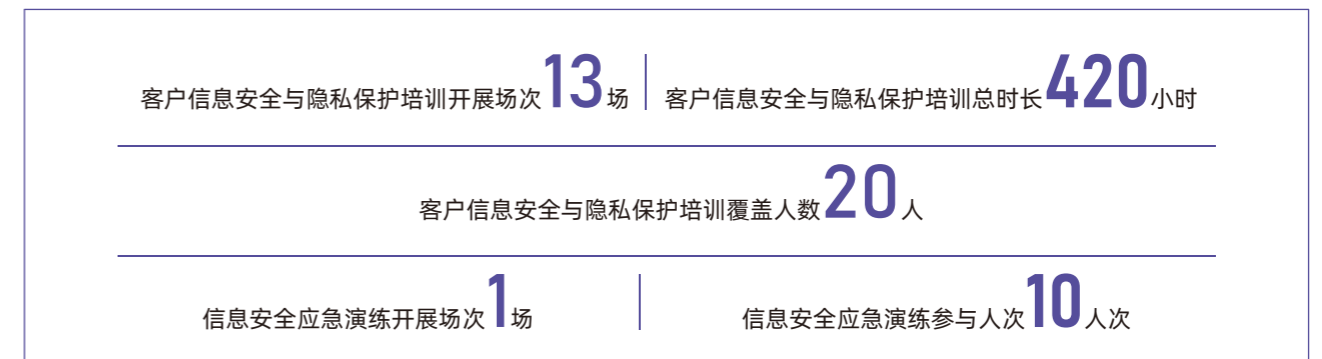 客户信息安全与隐私保护培训开展场次13场
客户信息安全与隐私保护培训总时长420小时
客户信息安全与隐私保护培训覆盖人数20人
信息安全应急演练开展场次1场
信息安全应急演练参与人次10人次